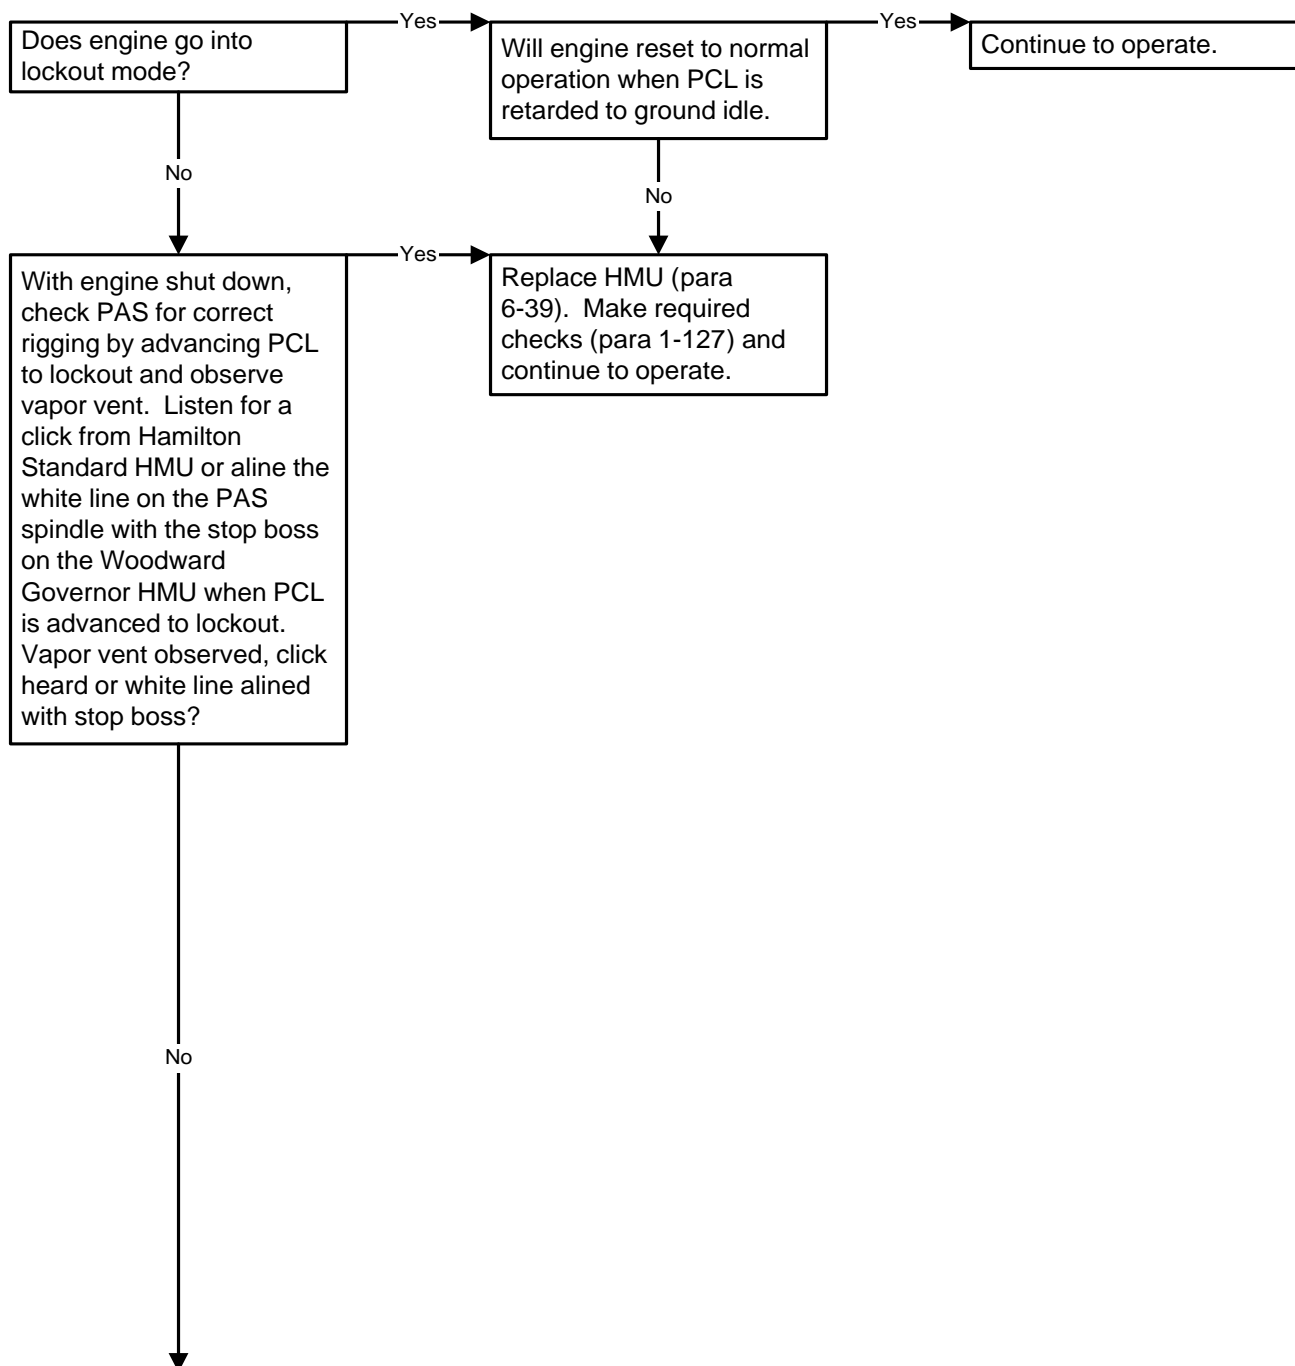 Does engine go into
lockout mode?
Yes
Will engine reset to normal
operation when PCL is
retarded to ground idle.
Yes
Continue to operate.
No
No
With engine shut down,
check PAS for correct
rigging by advancing PCL
to lockout and observe
vapor vent.  Listen for a
click from Hamilton
Standard HMU or aline the
white line on the PAS
spindle with the stop boss
on the Woodward
Governor HMU when PCL
is advanced to lockout.
Vapor vent observed, click
heard or white line alined
with stop boss?
Yes
Replace HMU (para
6-39).  Make required
checks (para 1-127) and
continue to operate.
No